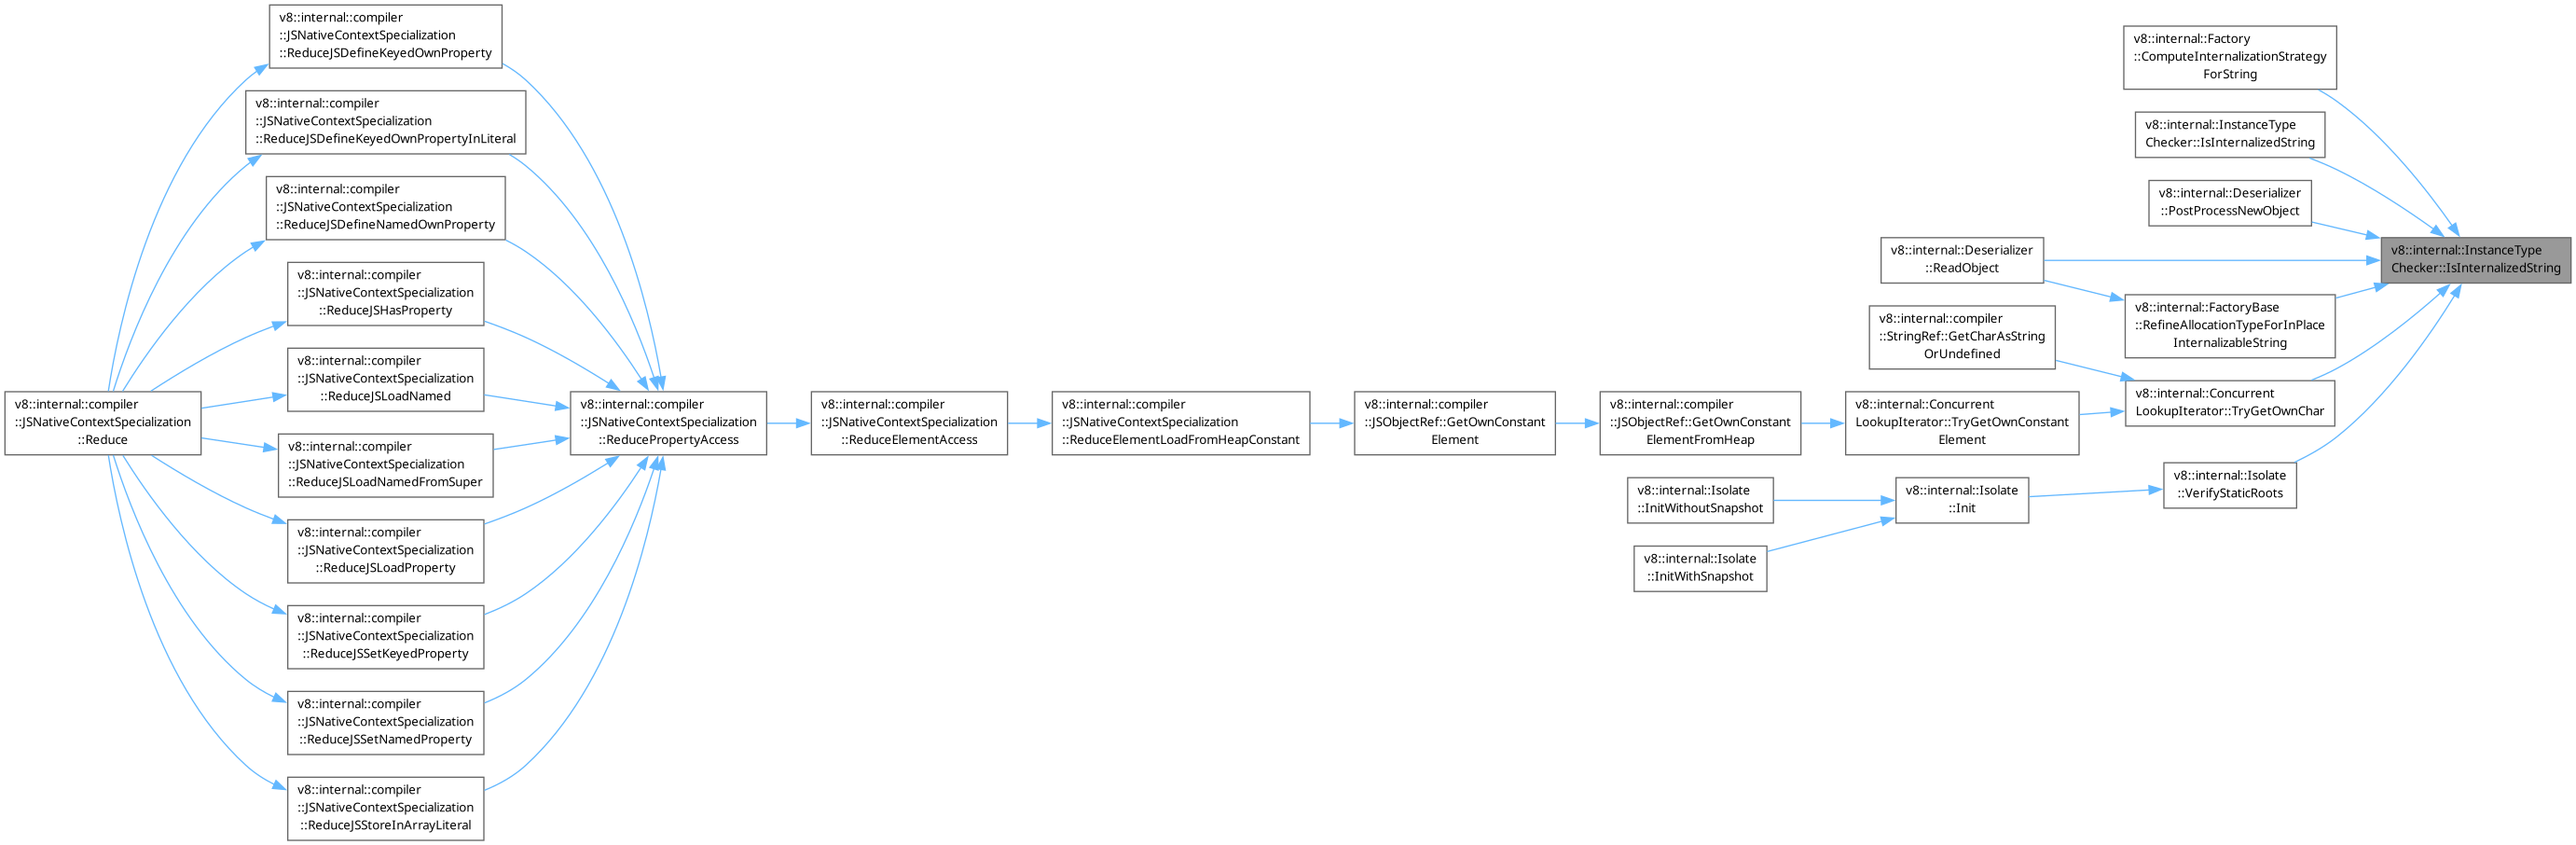 v8::internal::compiler
::JSNativeContextSpecialization
::ReduceJSDefineKeyedOwnProperty
v8::internal::compiler
::JSNativeContextSpecialization
::ReduceJSDefineKeyedOwnPropertyInLiteral
v8::internal::compiler
::JSNativeContextSpecialization
::ReduceJSDefineNamedOwnProperty
v8::internal::compiler
::JSNativeContextSpecialization
::ReduceJSHasProperty
v8::internal::compiler
::JSNativeContextSpecialization
::ReduceJSLoadNamed
v8::internal::compiler
::JSNativeContextSpecialization
::Reduce
v8::internal::compiler
::JSNativeContextSpecialization
::ReduceJSLoadNamedFromSuper
v8::internal::compiler
::JSNativeContextSpecialization
::ReduceJSLoadProperty
v8::internal::compiler
::JSNativeContextSpecialization
::ReduceJSSetKeyedProperty
v8::internal::compiler
::JSNativeContextSpecialization
::ReduceJSSetNamedProperty
v8::internal::compiler
::JSNativeContextSpecialization
::ReduceJSStoreInArrayLiteral
v8::internal::compiler
::JSNativeContextSpecialization
::ReducePropertyAccess
v8::internal::compiler
::JSNativeContextSpecialization
::ReduceElementAccess
v8::internal::compiler
::JSNativeContextSpecialization
::ReduceElementLoadFromHeapConstant
v8::internal::compiler
::JSObjectRef::GetOwnConstant
Element
v8::internal::compiler
::JSObjectRef::GetOwnConstant
ElementFromHeap
v8::internal::Concurrent
LookupIterator::TryGetOwnConstant
Element
v8::internal::Isolate
::InitWithoutSnapshot
v8::internal::Isolate
::InitWithSnapshot
v8::internal::Isolate
::Init
v8::internal::Deserializer
::ReadObject
v8::internal::compiler
::StringRef::GetCharAsString
OrUndefined
v8::internal::Factory
::ComputeInternalizationStrategy
ForString
v8::internal::InstanceType
Checker::IsInternalizedString
v8::internal::Deserializer
::PostProcessNewObject
v8::internal::FactoryBase
::RefineAllocationTypeForInPlace
InternalizableString
v8::internal::Concurrent
LookupIterator::TryGetOwnChar
v8::internal::Isolate
::VerifyStaticRoots
v8::internal::InstanceType
Checker::IsInternalizedString